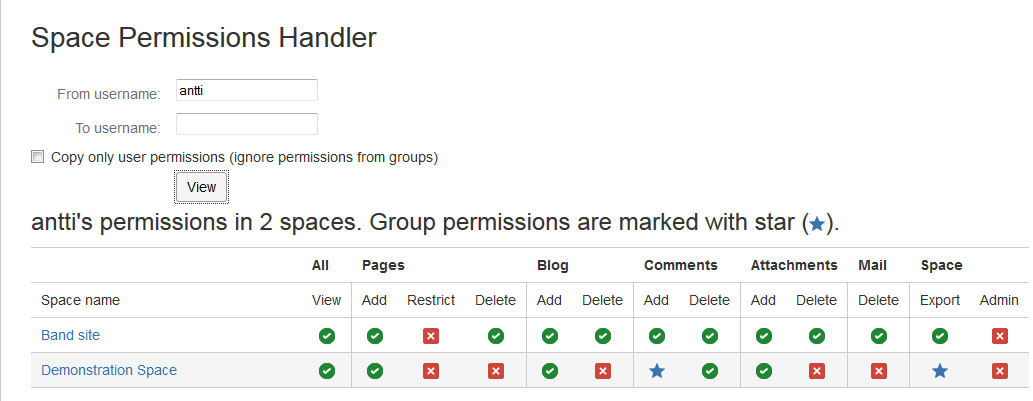 Space Permissions Handler
From username: antti
To username:
Copy only user permissions (ignore permissions from groups)
View
antti's permissions in 2 spaces. Group permissions are marked with star (★).
All Pages Blog Comments Attachments Mail Space
Space name View Add Restrict Delete Add Delete Add Delete Add Delete Delete Export Admin
Band site
Demonstration Space